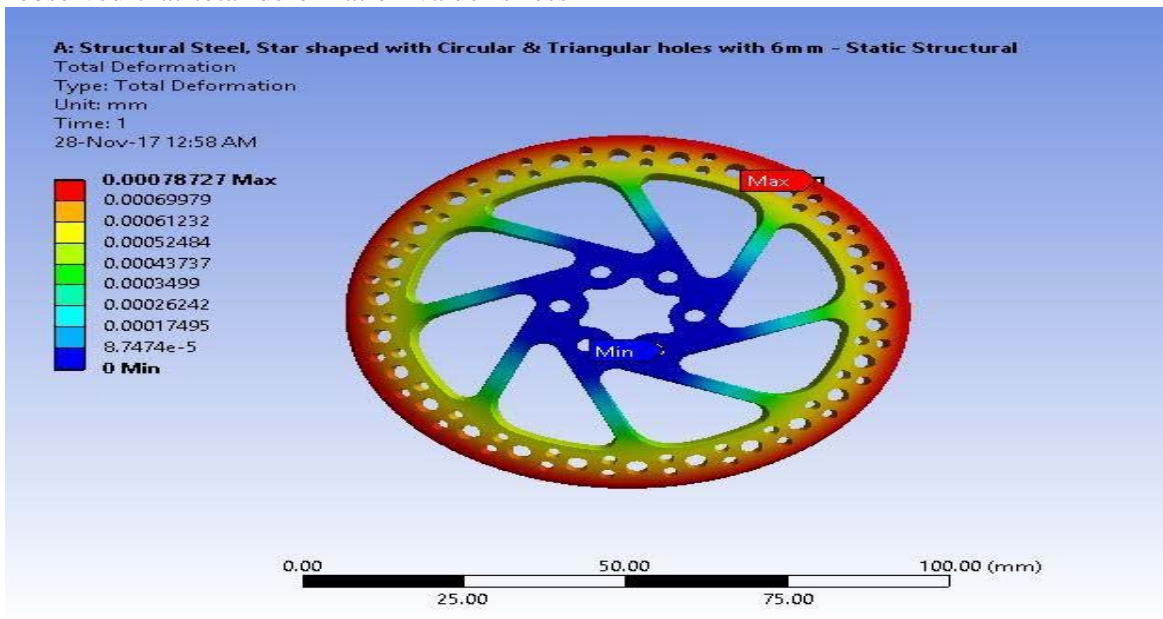 A: Structural Steel, Star shaped with Circular & Triangular holes with 6mm - Static Structural
Total Deformation
Type: Total Deformation
Unit: mm
Time: 1
28-Nov-17 12:58 AM
0.00078727 Max
0.00069979
0.00061232
0.00052484
0.00043737
0.0003499
0.00026242
0.00017495
8.7474e-5
0 Min
Max
Min
0.00 50.00 100.00 (mm)
25.00 75.00